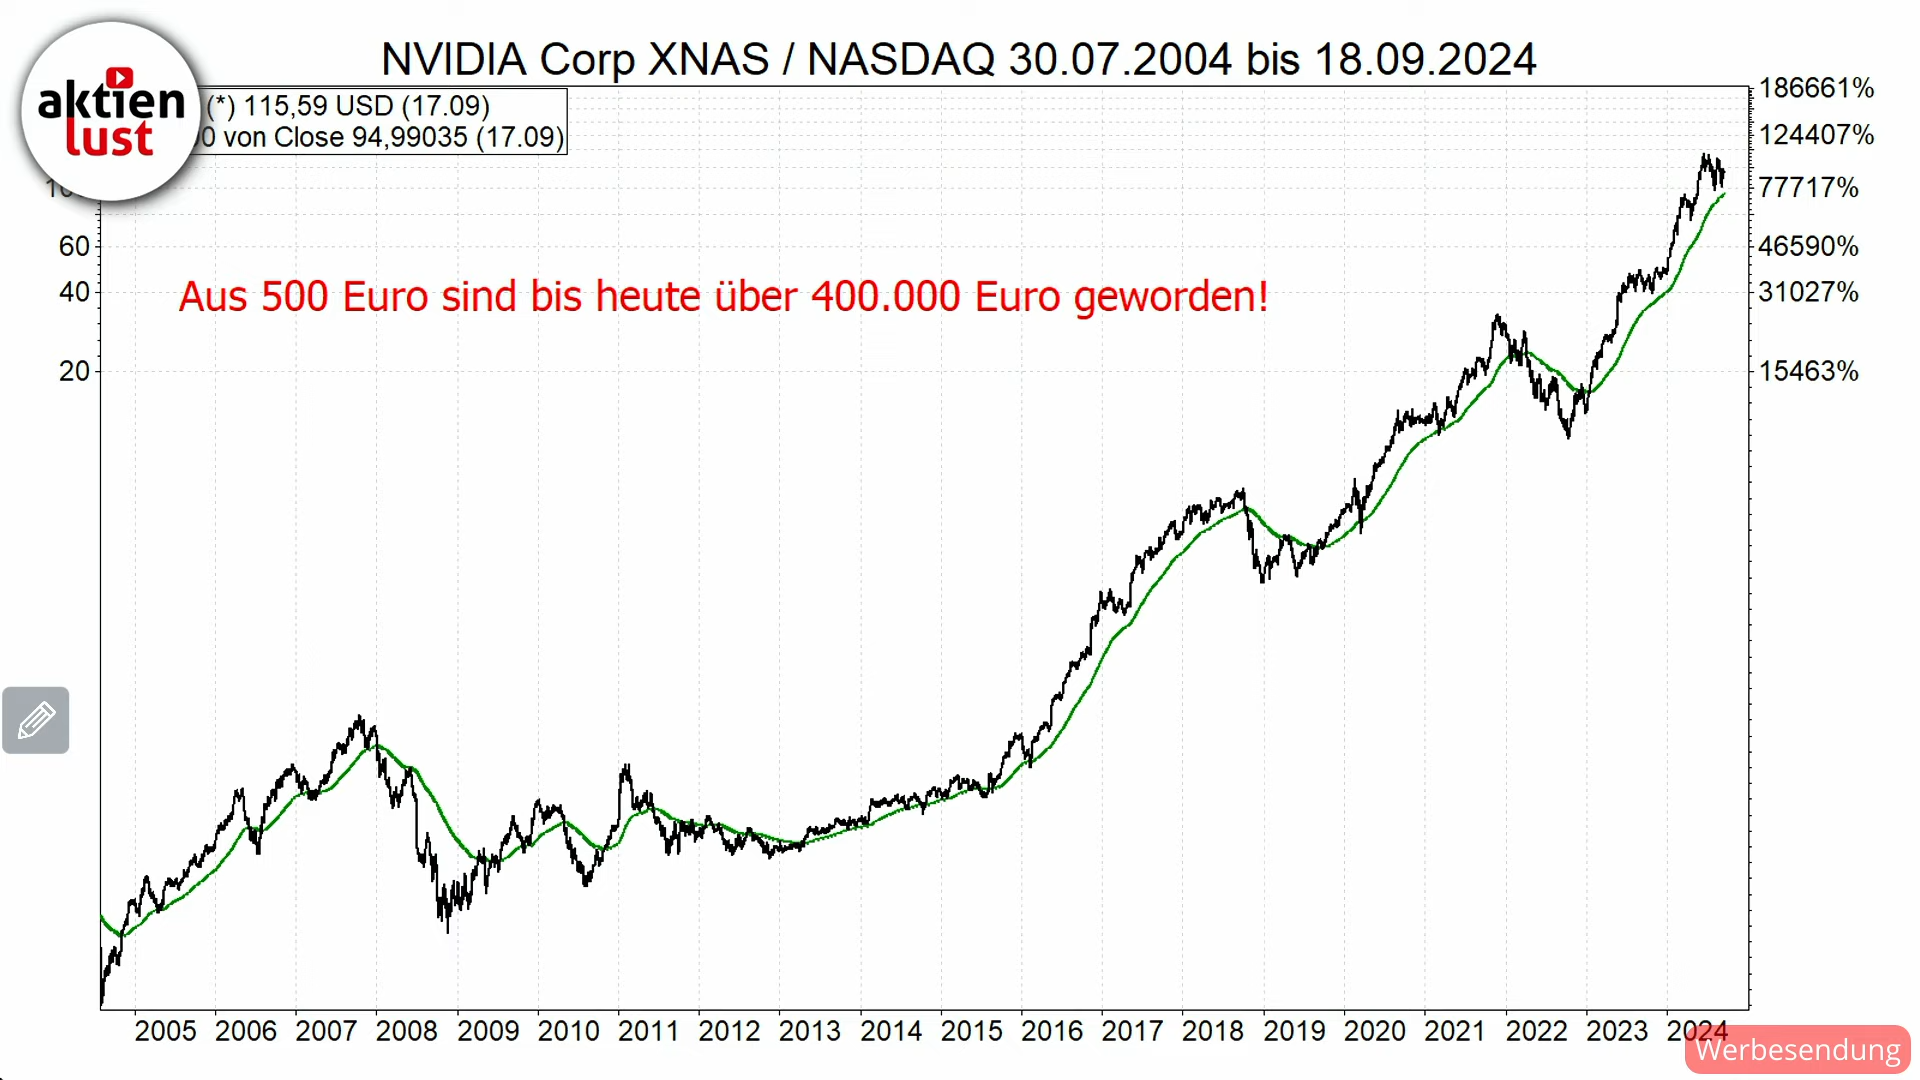 NVIDIA Corp XNAS / NASDAQ 30.07.2004 bis 18.09.2024
aktien
lust
(*) 115,59 USD (17.09)
von Close 94,99035 (17.09)
186661%
124407%
77717%
60
46590%
Aus 500 Euro sind bis heute über 400.000 Euro geworden!
40
31027%
20
15463%
2005 2006 2007 2008 2009 2010 2011 2012 2013 2014 2015 2016 2017 2018 2019 2020 2021 2022 2023 2024
Werbesendung